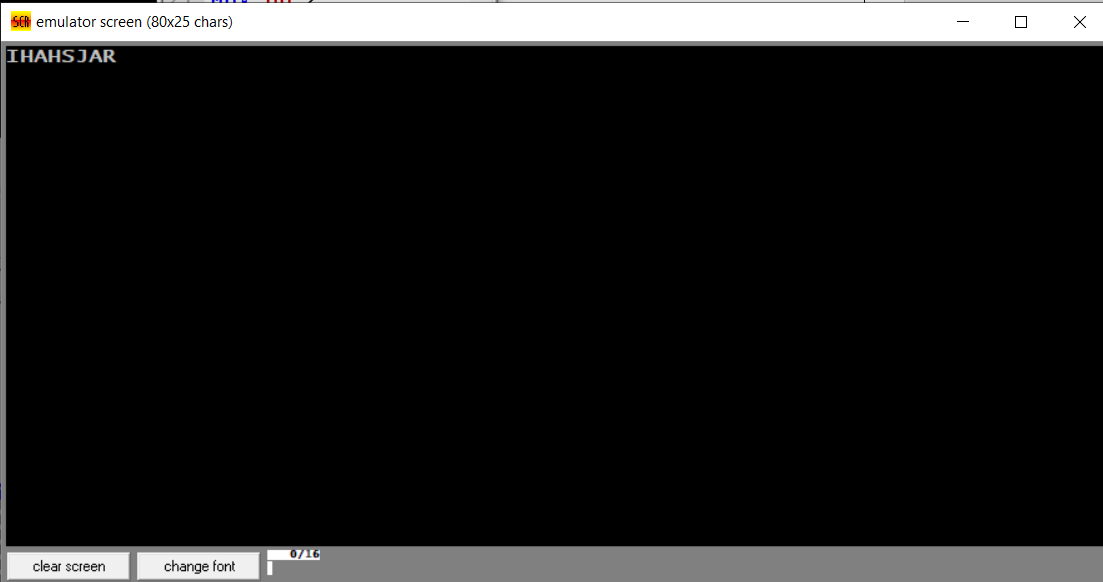 emulator screen (80x25 chars)
IHAHSJAR
0/16
clear screen
change font